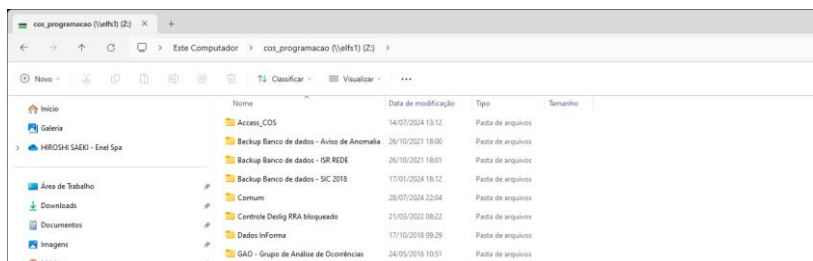 cos_programacao (\\elfs1) (Z:)
Este Computador > cos_programacao (\\elfs1) (Z:) >
Novo Classificar Visualizar
Nome Data de modificação Tipo Tamanho
Início
Access_COS 14/07/2024 13:12 Pasta de arquivos
Galeria
Backup Banco de dados - Aviso de Anomalia 26/10/2021 18:00 Pasta de arquivos
HIROSHI SAEKI - Enel Spa
Backup Banco de dados - ISR REDE 26/10/2021 18:01 Pasta de arquivos
Backup Banco de dados - SIC 2018 17/01/2024 18:12 Pasta de arquivos
Área de Trabalho
Comum 28/07/2024 22:04 Pasta de arquivos
Downloads
Controle Deslig RRA bloqueado 21/03/2022 08:22 Pasta de arquivos
Documentos
Dados InForma 17/10/2018 09:29 Pasta de arquivos
Imagens
GAO - Grupo de Análise de Ocorrências 24/05/2016 10:51 Pasta de arquivos